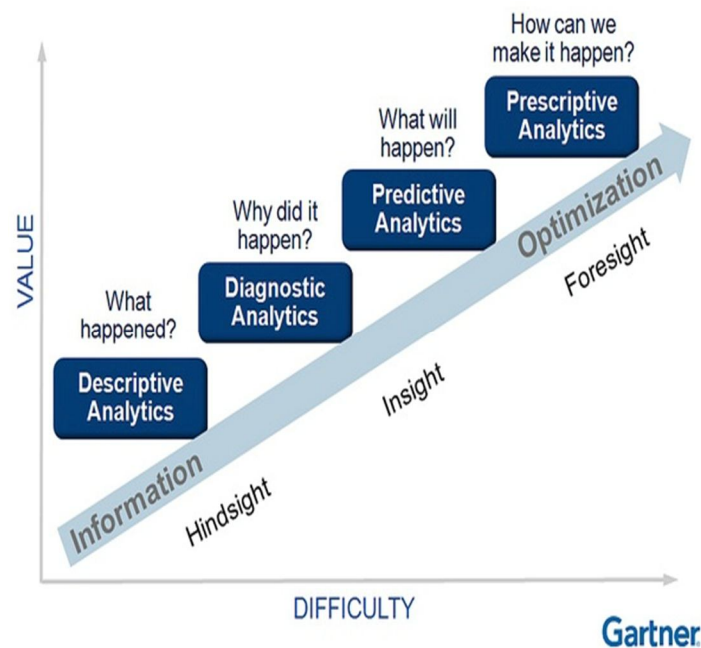 How can we
make it happen?
Prescriptive
Analytics
What will
happen?
Predictive
Analytics
Why did it
happen?
Diagnostic
Analytics
What
happened?
Descriptive
Analytics
VALUE
Information
Optimization
Hindsight
Insight
Foresight
DIFFICULTY
Gartner